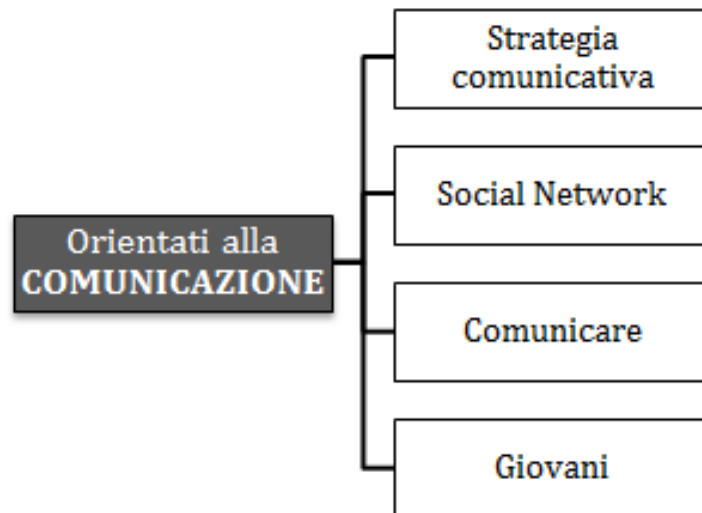 Strategia
comunicativa
Social Network
Orientati alla
COMUNICAZIONE
Comunicare
Giovani